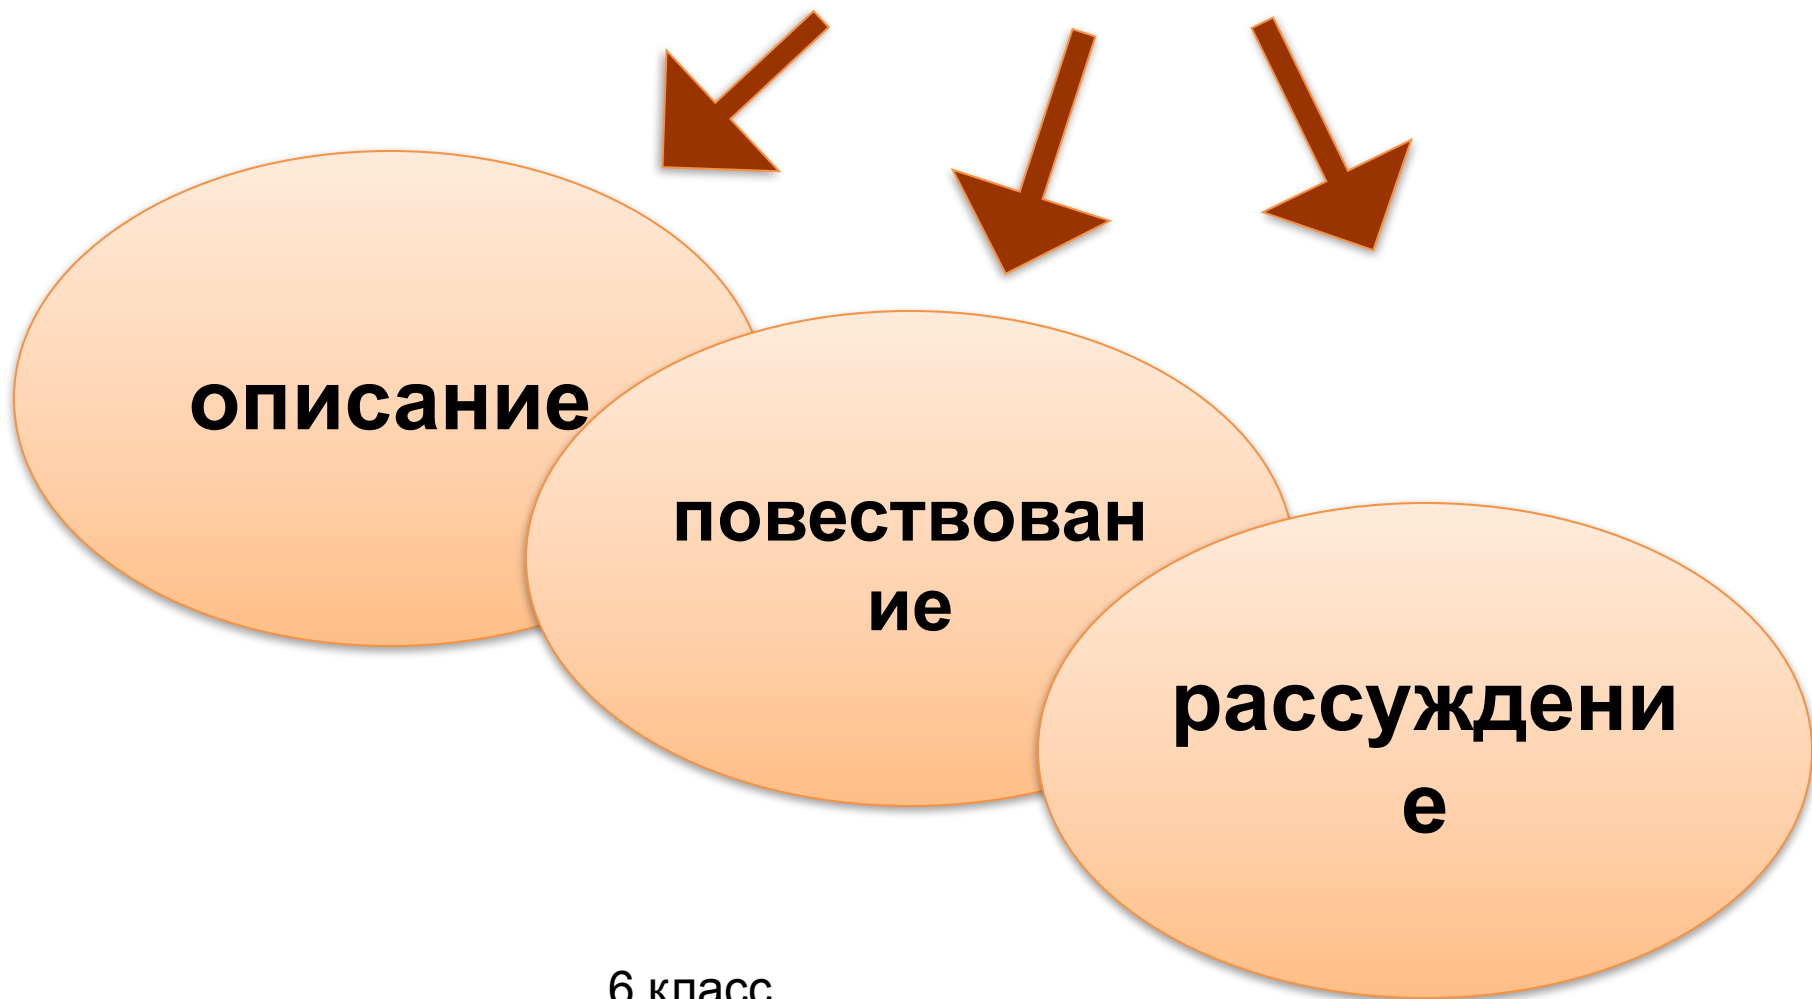 описание
повествован
ие
рассуждени
е
6 класс